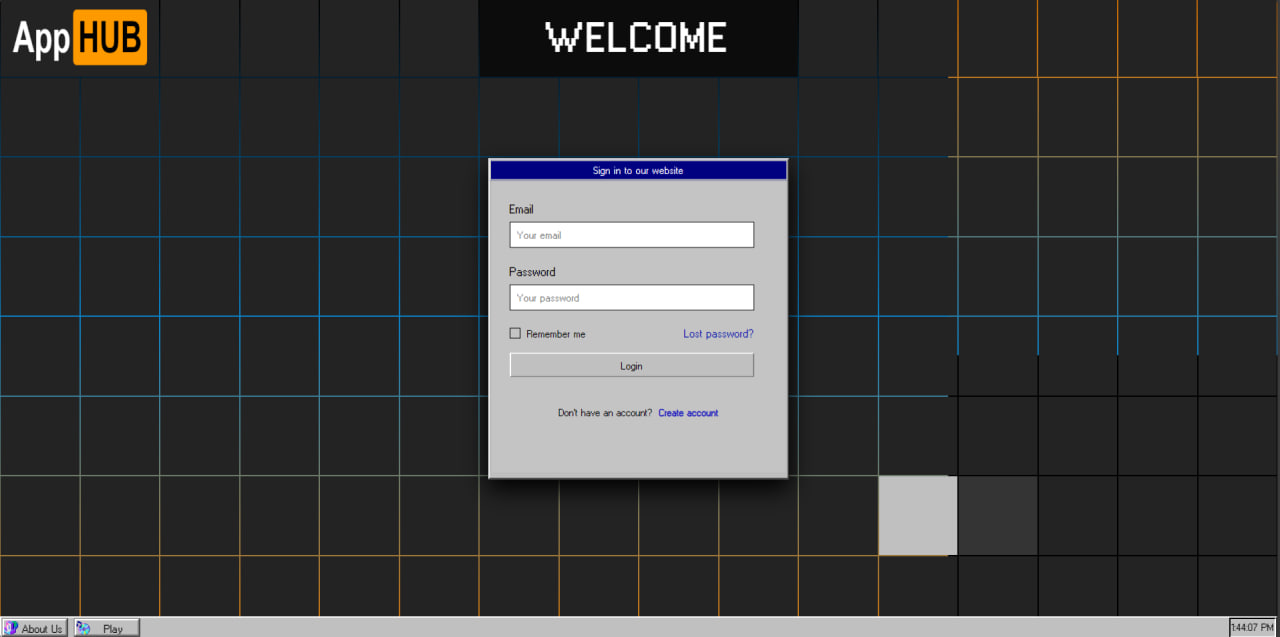 App HUB
WELCOME
Sign in to our website
Email
Your email
Password
Your password
Remember me
Lost password?
Login
Don't have an account? Create account
About Us
Play
1:44:07 PM